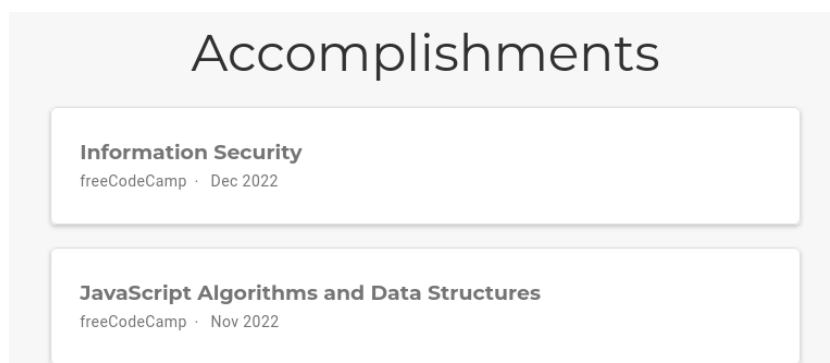 Accomplishments
Information Security
freeCodeCamp · Dec 2022
JavaScript Algorithms and Data Structures
freeCodeCamp · Nov 2022